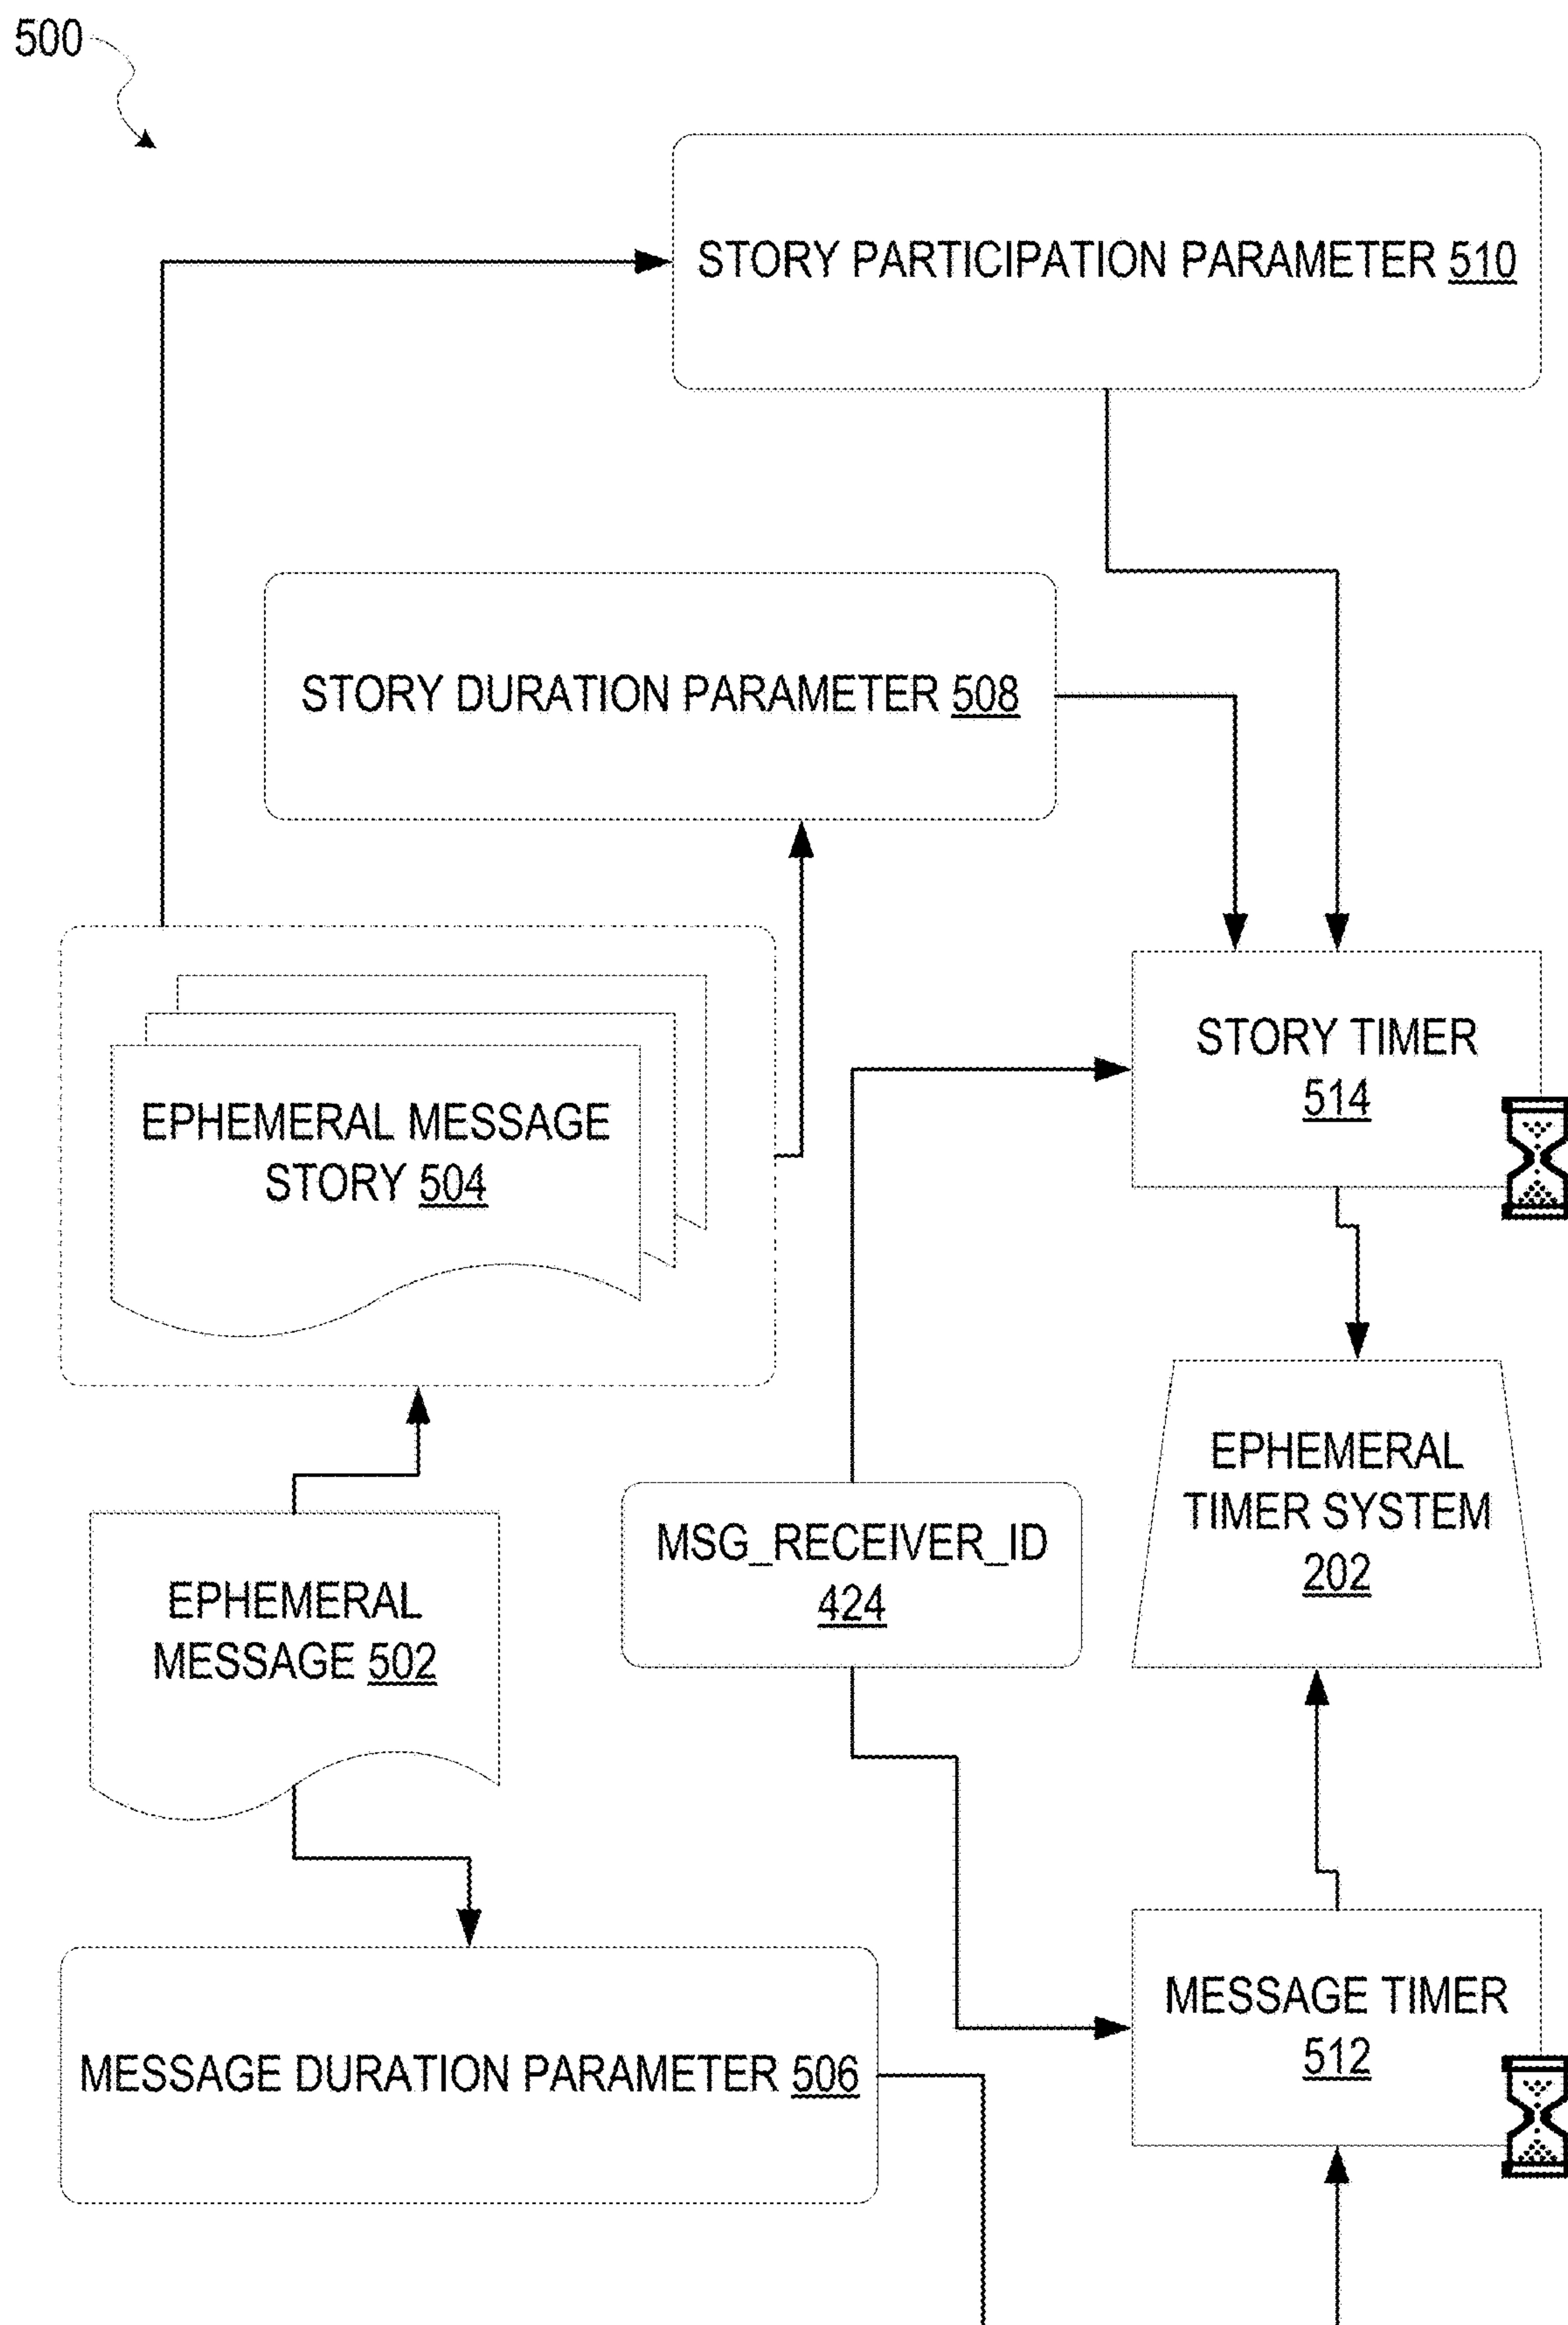 500
STORY PARTICIPATION PARAMETER 510
STORY DURATION PARAMETER 508
STORY TIMER
514
EPHEMERAL MESSAGE
STORY 504
EPHEMERAL
TIMER SYSTEM
202
MSG_RECEIVER_ID
424
EPHEMERAL
MESSAGE 502
MESSAGE TIMER
512
MESSAGE DURATION PARAMETER 506